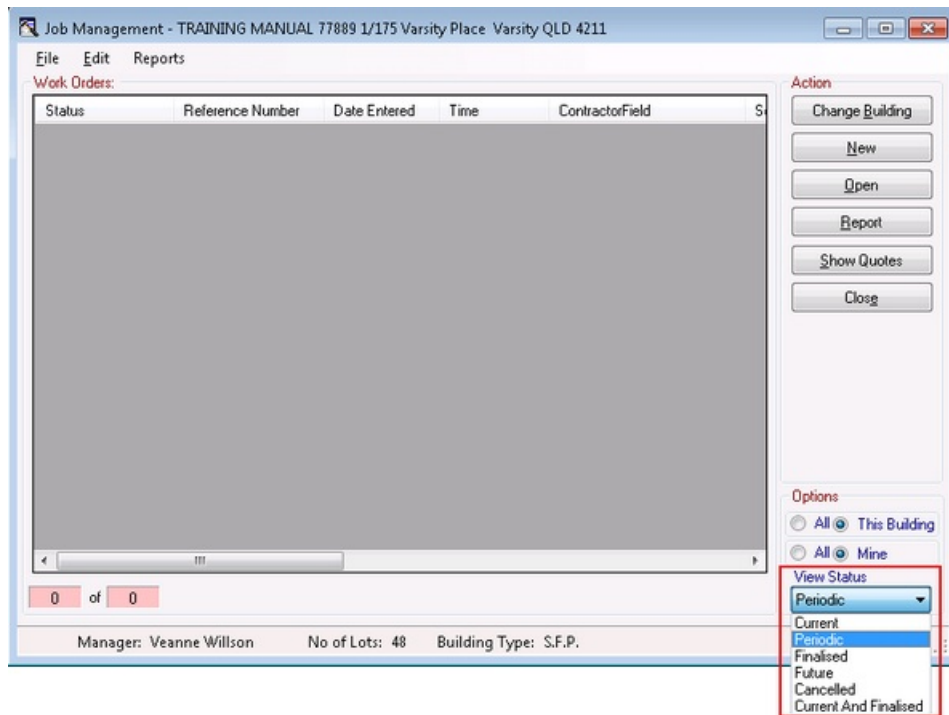 Job Management - TRAINING MANUAL 77889 1/175 Varsity Place Varsity QLD 4211
File Edit Reports
Work Orders:
Status Reference Number Date Entered Time ContractorField
Action
Change Building
New
Open
Report
Show Quotes
Close
Options
All This Building
All Mine
View Status
Periodic
Current
Periodic
Finalised
Future
Cancelled
Current And Finalised
0 of 0
Manager: Veanne Willson No of Lots: 48 Building Type: S.F.P.